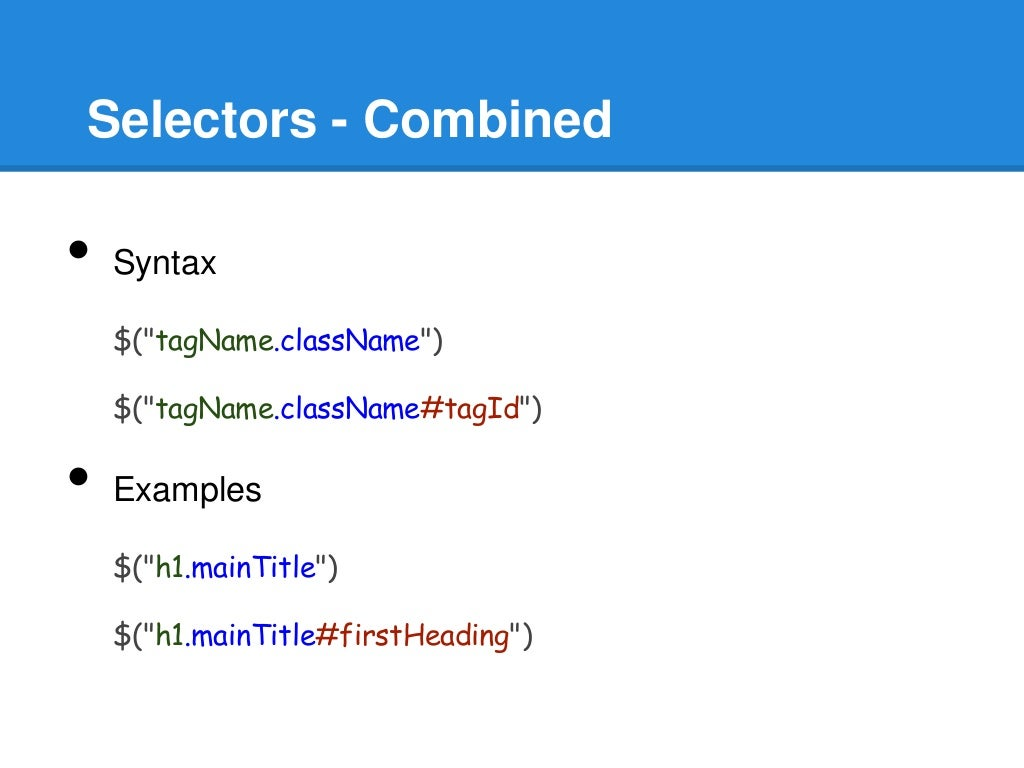 Selectors - Combined
• Syntax
$("tagName.className")
$("tagName.className#tagId")
• Examples
$("h1.mainTitle")
$("h1.mainTitle#firstHeading")